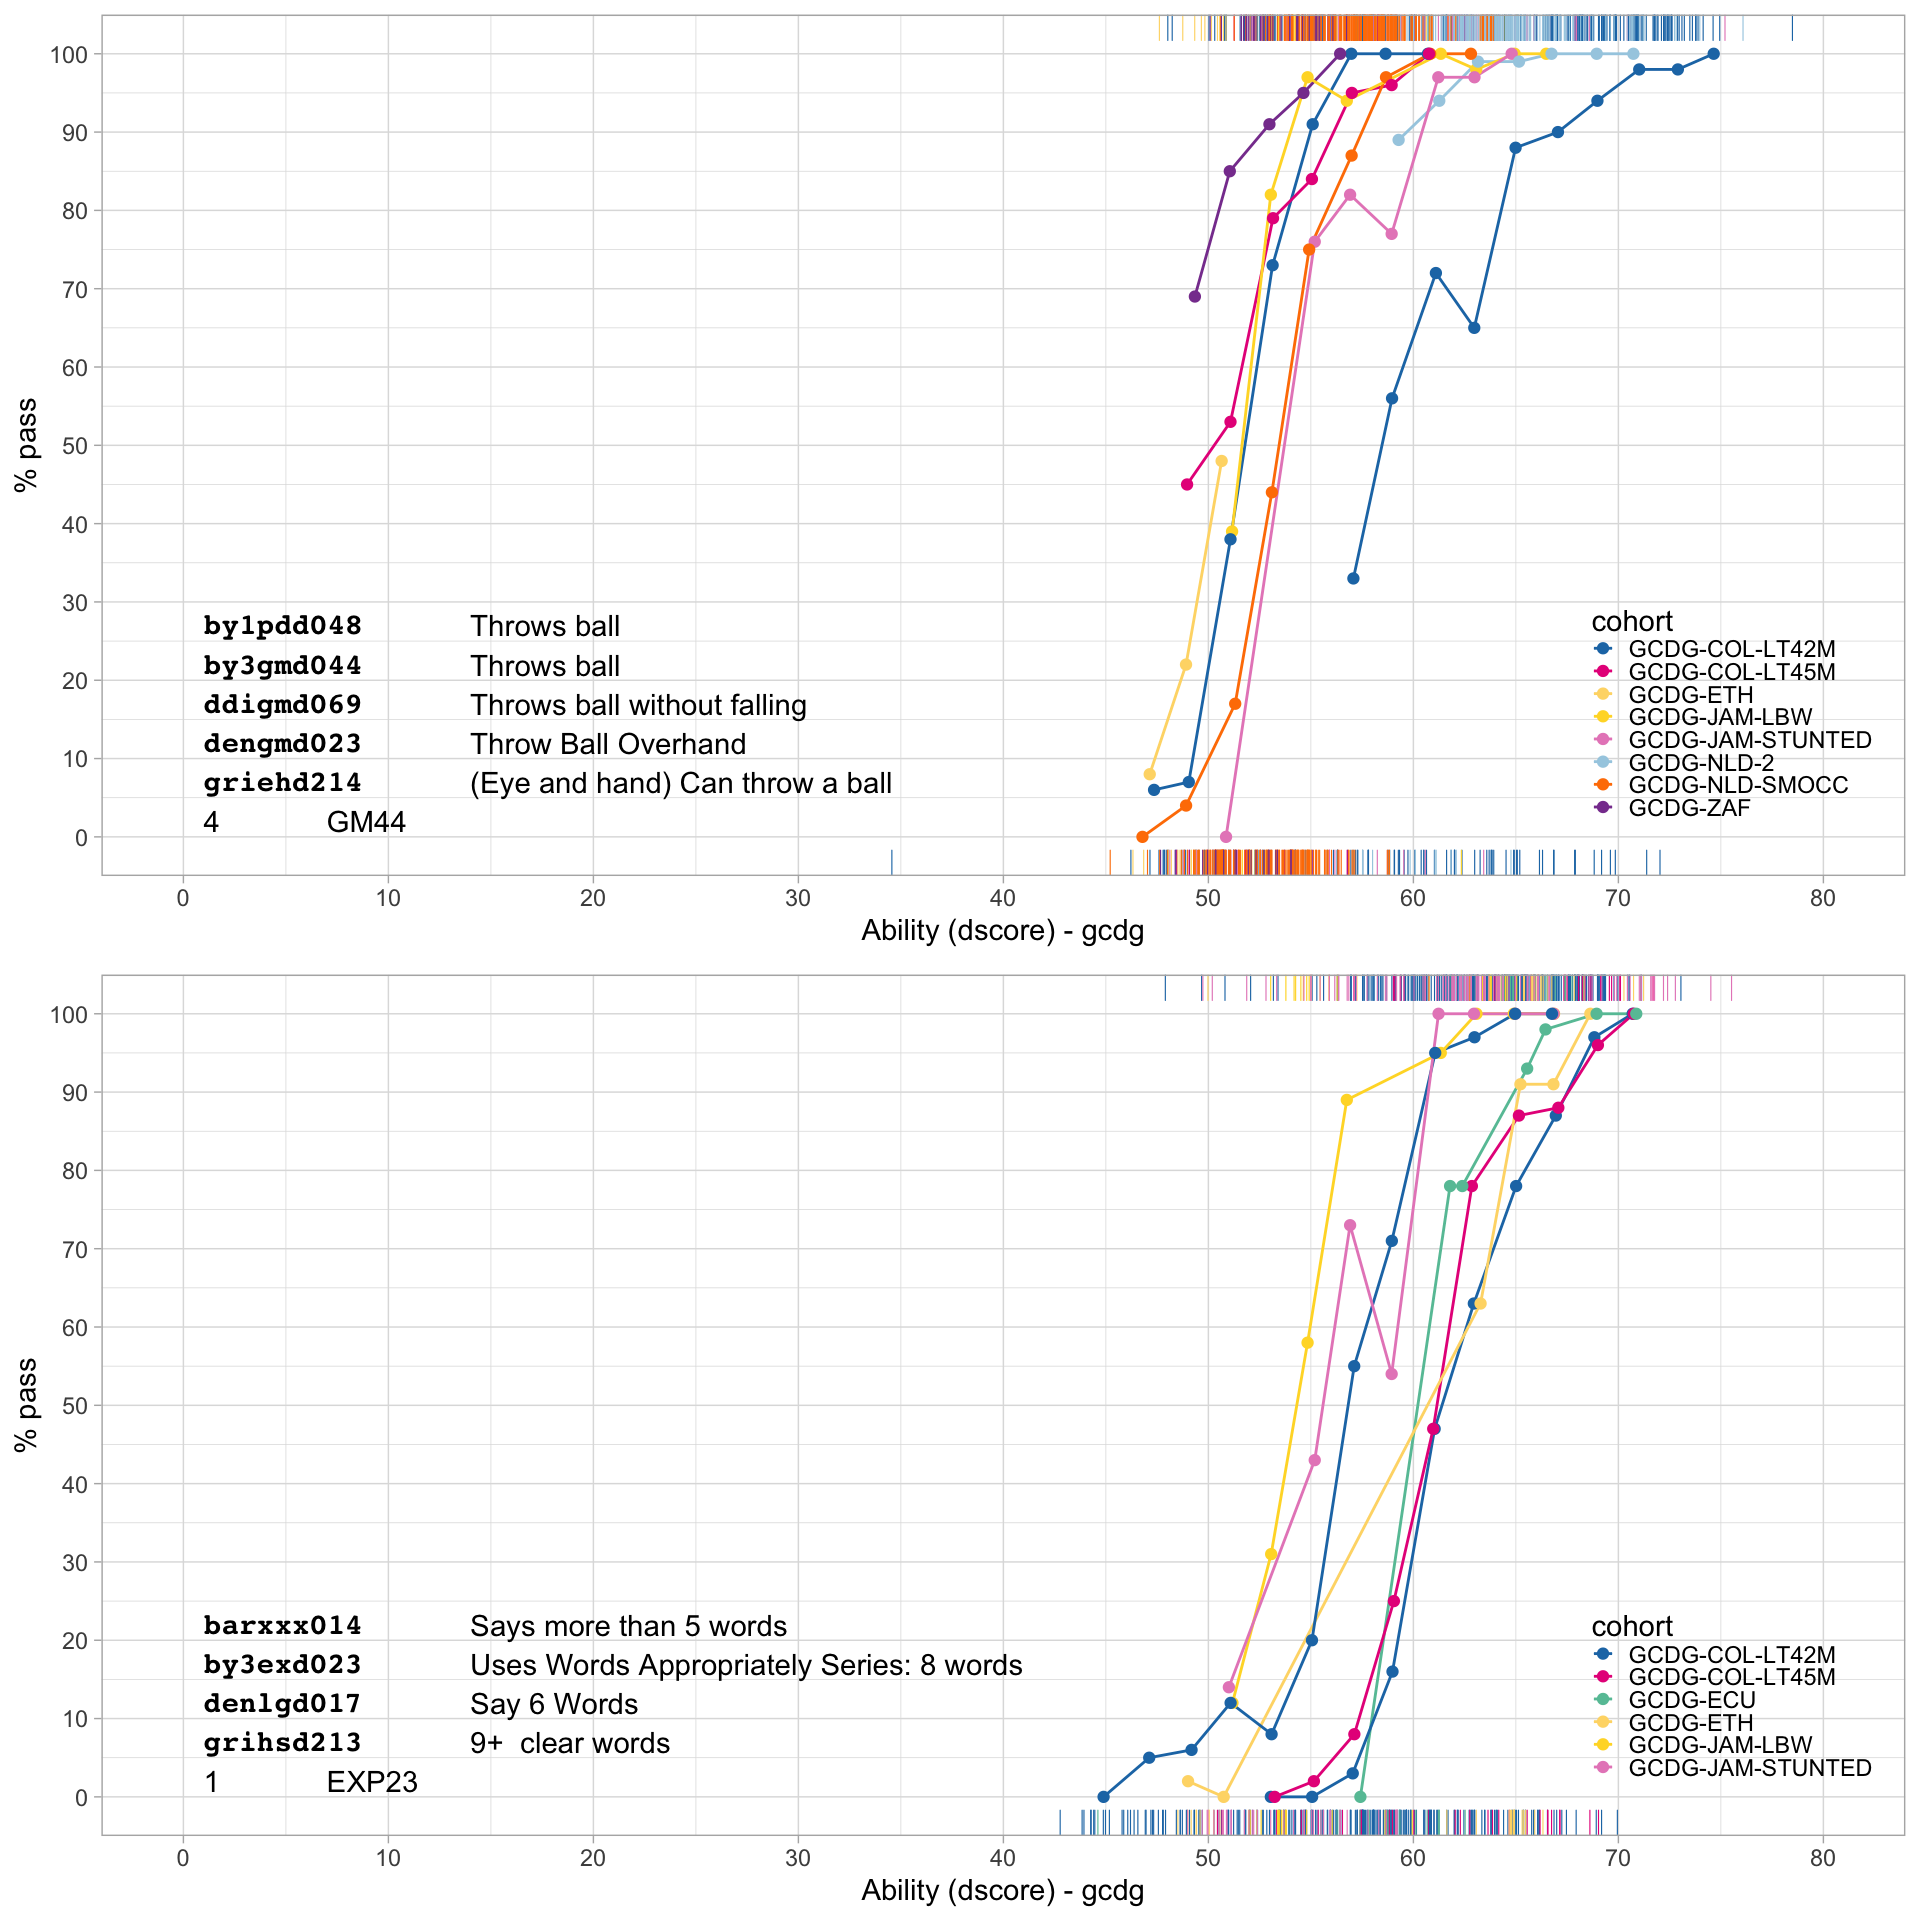 100
90
80
70
60
50
40
30
20
10
0
% pass
by1pdd048 Throws ball
by3gmd044 Throws ball
ddigmd069 Throws ball without falling
dengmd023 Throw Ball Overhand
griehd214 (Eye and hand) Can throw a ball
4 GM44
cohort
GCDG-COL-LT42M
GCDG-COL-LT45M
GCDG-ETH
GCDG-JAM-LBW
GCDG-JAM-STUNTED
GCDG-NLD-2
GCDG-NLD-SMOCC
GCDG-ZAF
0 10 20 30 40 50 60 70 80
Ability (dscore) - gcdg
100
90
80
70
60
50
40
30
20
10
0
% pass
barxxx014 Says more than 5 words
by3exd023 Uses Words Appropriately Series: 8 words
denlgd017 Say 6 Words
grihsd213 9+ clear words
1 EXP23
cohort
GCDG-COL-LT42M
GCDG-COL-LT45M
GCDG-ECU
GCDG-ETH
GCDG-JAM-LBW
GCDG-JAM-STUNTED
0 10 20 30 40 50 60 70 80
Ability (dscore) - gcdg